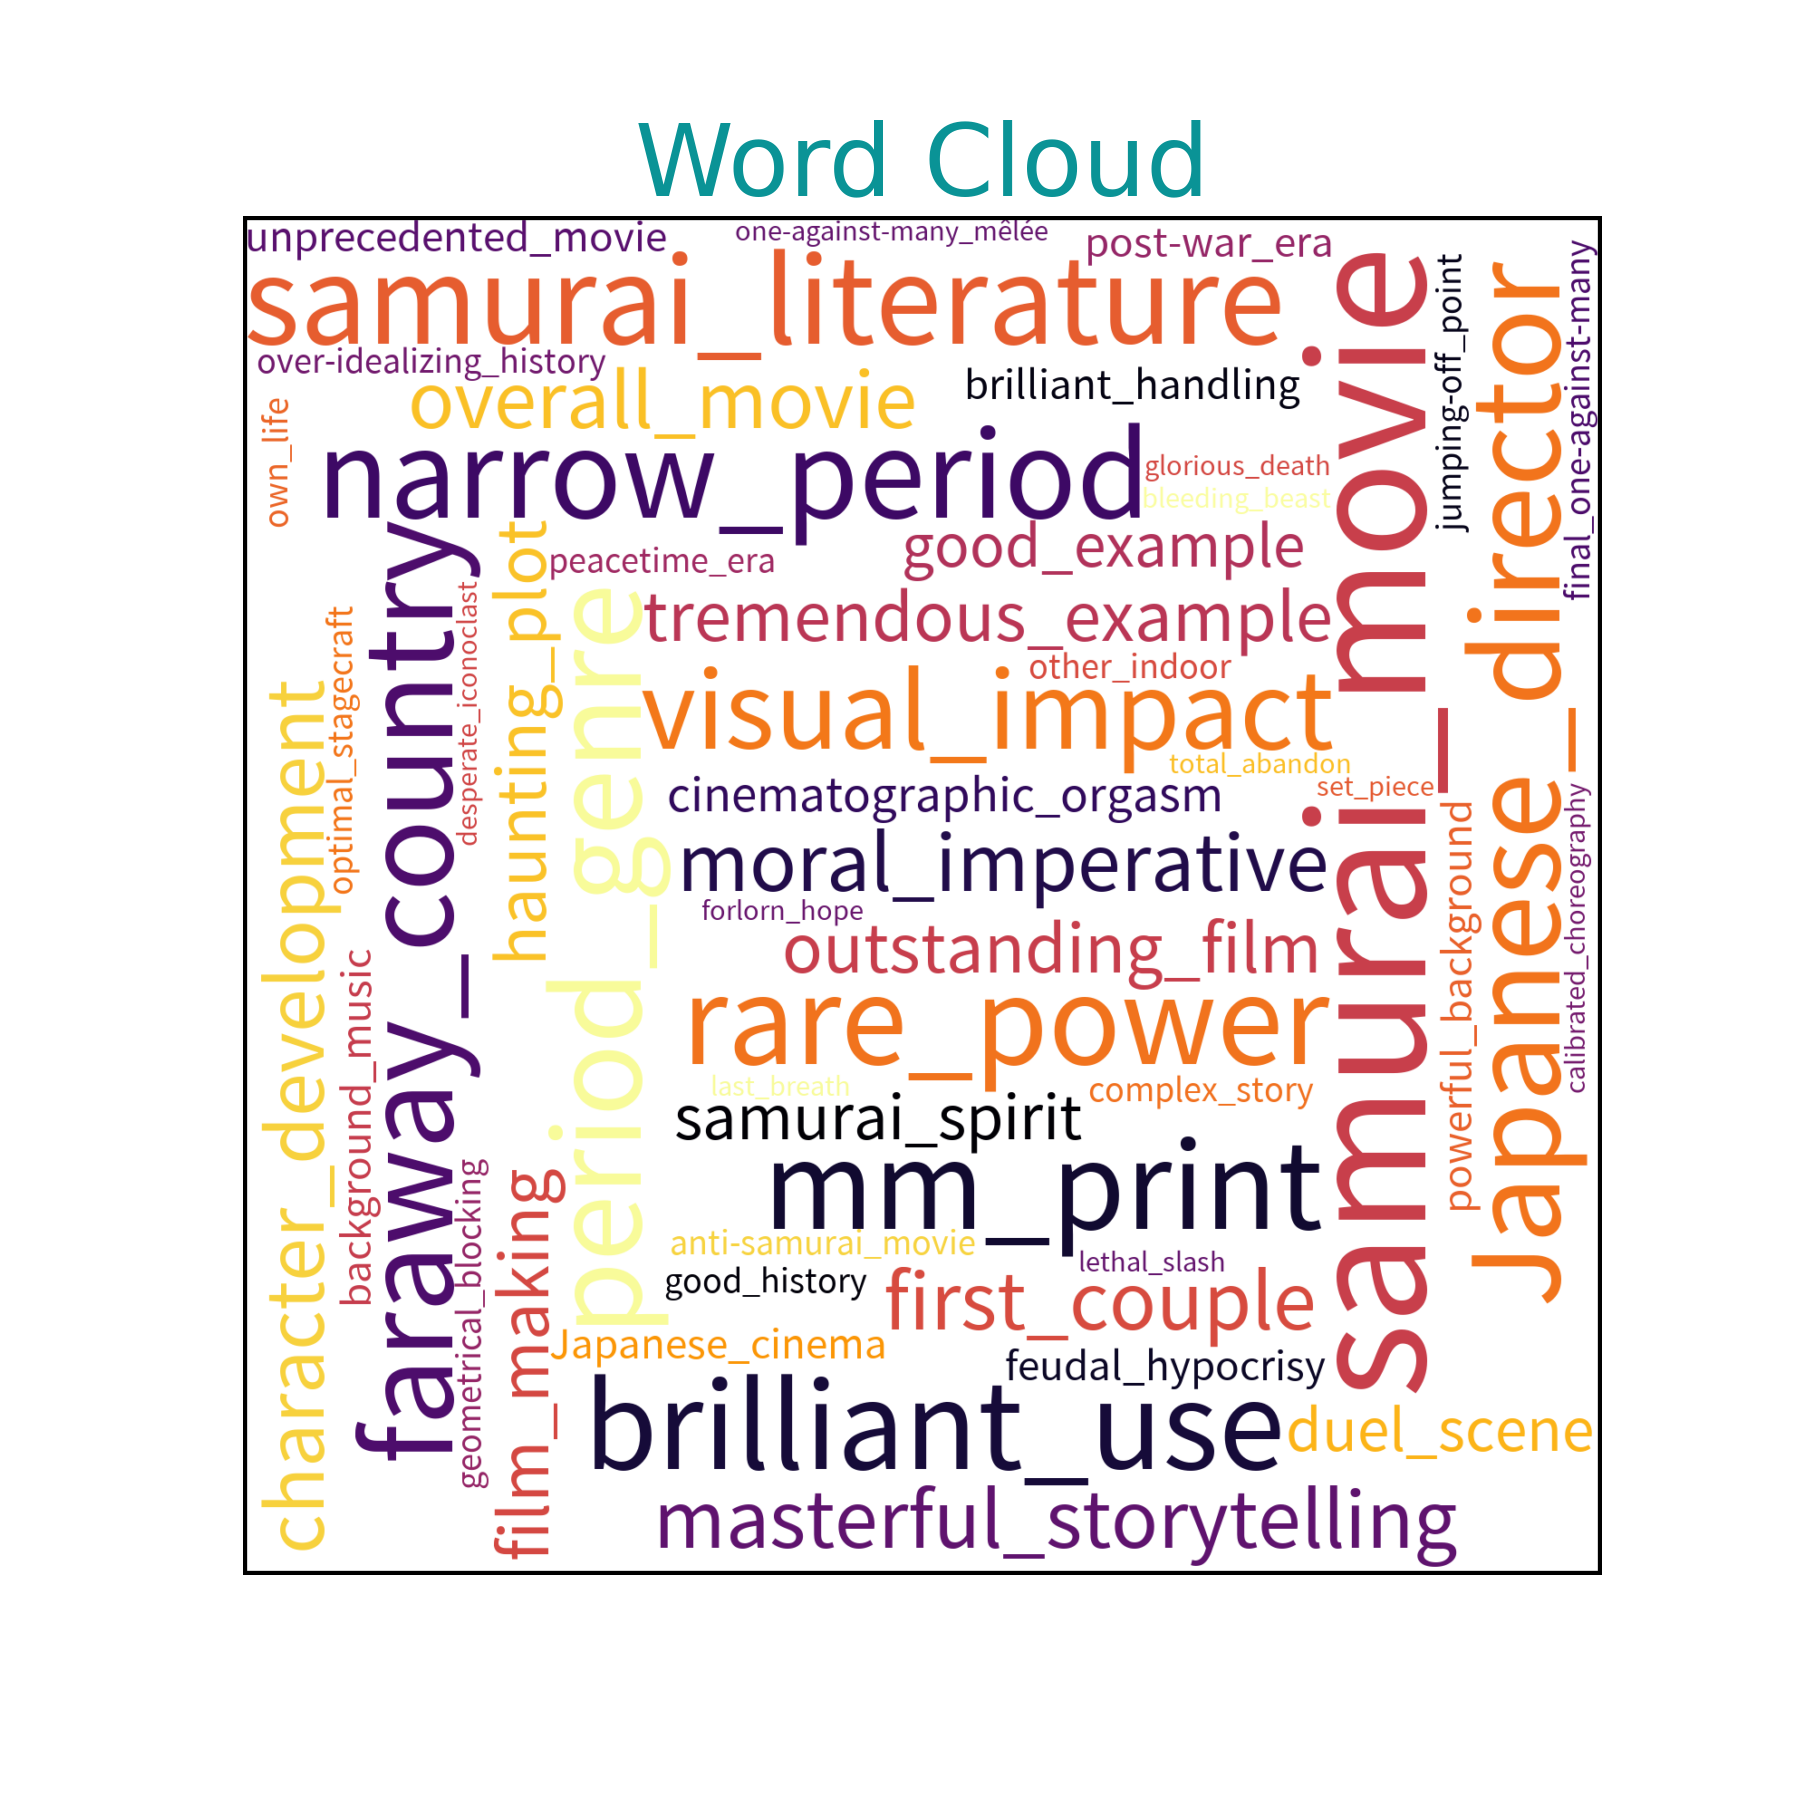 Word Cloud
unprecedented_movie
one-against-many_mêlée
post-war_era
samurai_literature
over-idealizing_history
overall_movie
brilliant_handling
own_life
narrow_period
glorious_death
bleeding_beast
samurai_movie
jumping-off_point
Japanese_director
final_one-against-many
peacetime_era
good_example
tremendous_example
other_indoor
visual_impact
total_abandon
set_piece
faraway_country
desperate_iconoclast
haunting_plot
period_genre
optimal_stagecraft
character_development
cinematographic_orgasm
moral_imperative
forlorn_hope
outstanding_film
rare_power
powerful_background
calibrated_choreography
background_music
last_breath
complex_story
samurai_spirit
mm_print
geometrical_blocking
film_making
anti-samurai_movie
lethal_slash
good_history
first_couple
Japanese_cinema
feudal_hypocrisy
brilliant_use
duel_scene
masterful_storytelling